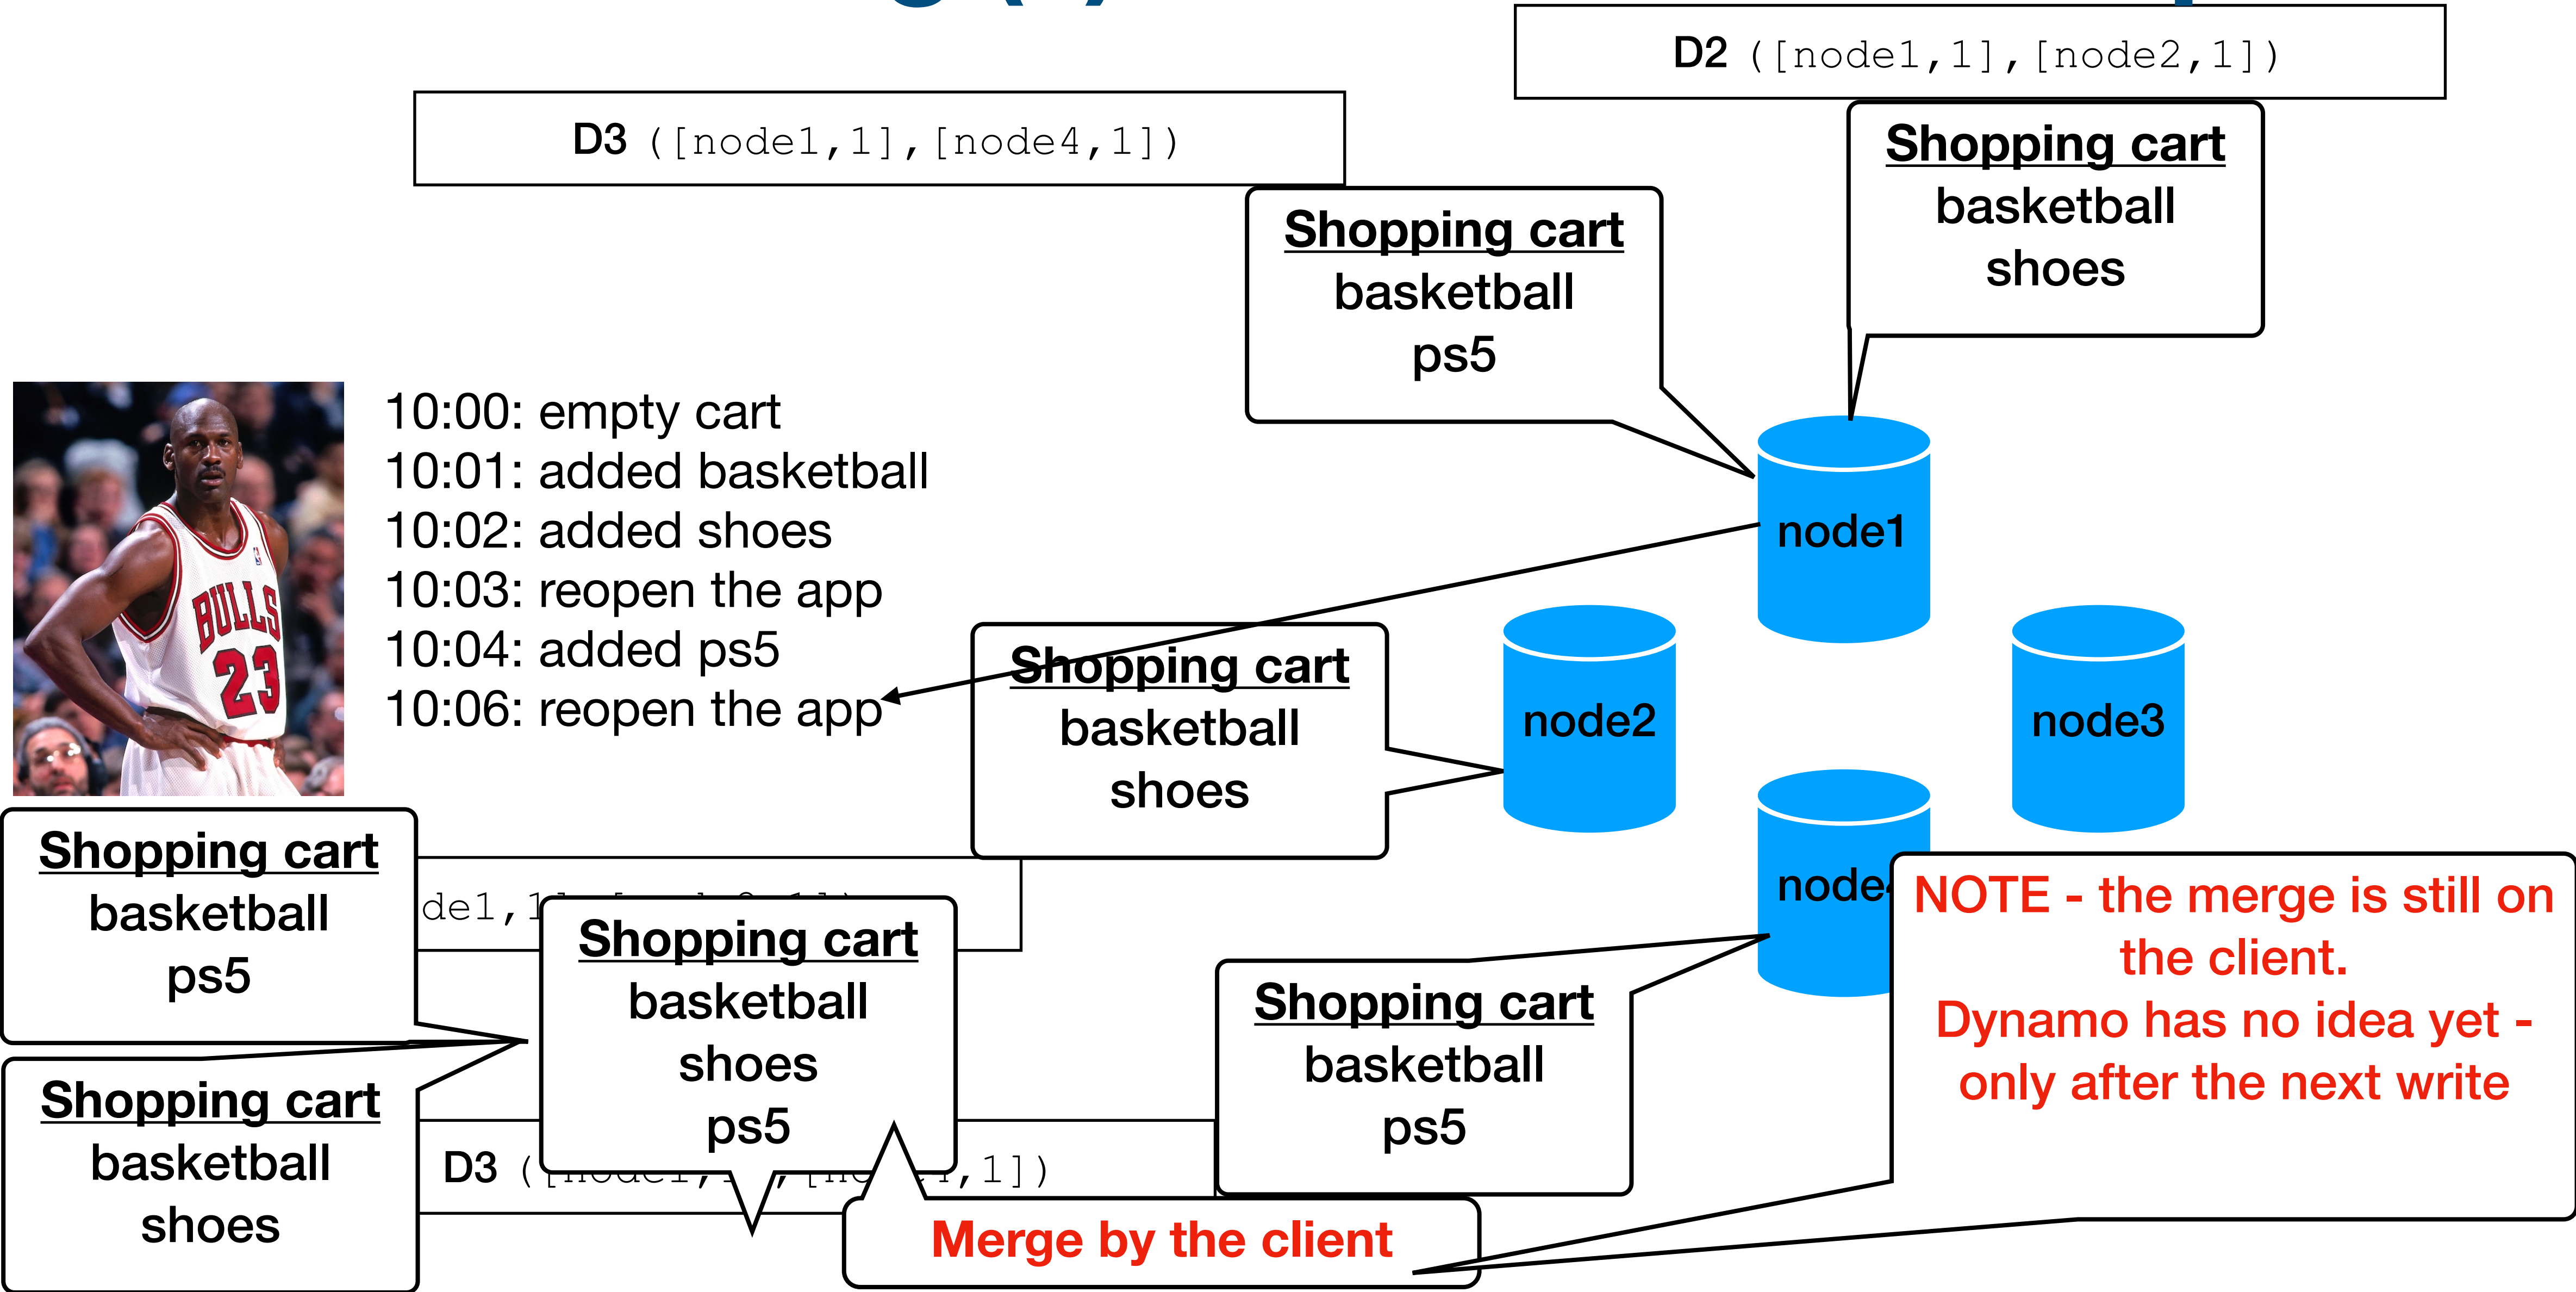 D2 ([node1,1],[node2,1])
D3 ([node1,1],[node4,1])
Shopping cart
basketball
shoes
Shopping cart
basketball
ps5
10:00: empty cart
10:01: added basketball
10:02: added shoes
10:03: reopen the app
10:04: added ps5
10:06: reopen the app
BULLS
23
node1
node2
node3
Shopping cart
basketball
shoes
Shopping cart
basketball
ps5
Shopping cart
basketball
shoes
Shopping cart
basketball
shoes
ps5
D3
,1])
Shopping cart
basketball
ps5
NOTE - the merge is still on
the client.
Dynamo has no idea yet -
only after the next write
Merge by the client